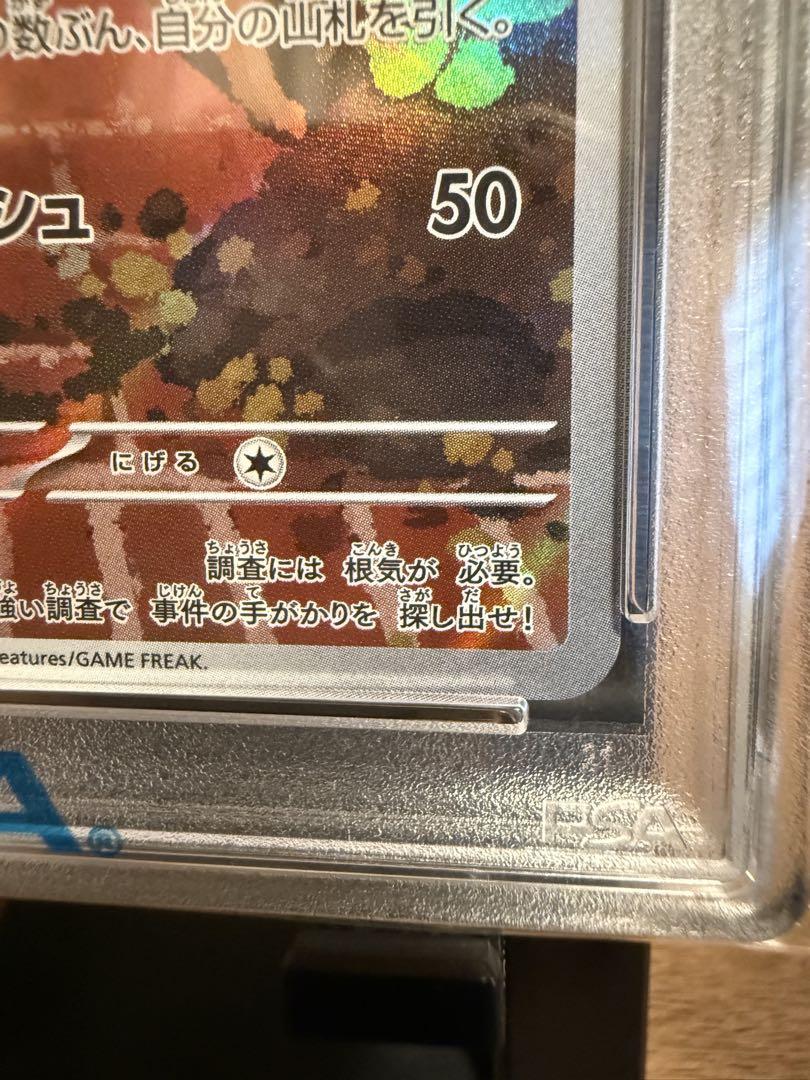 数ぶん、自分の山札を引く。
シュ 50
にげる
ちょうさ こんき ひつよう
調査には 根気が 必要。
ちょうさ じけん て さが だ
強い調査で 事件の手がかりを 探し出せ!
eatures/GAME FREAK.
A®
PSA